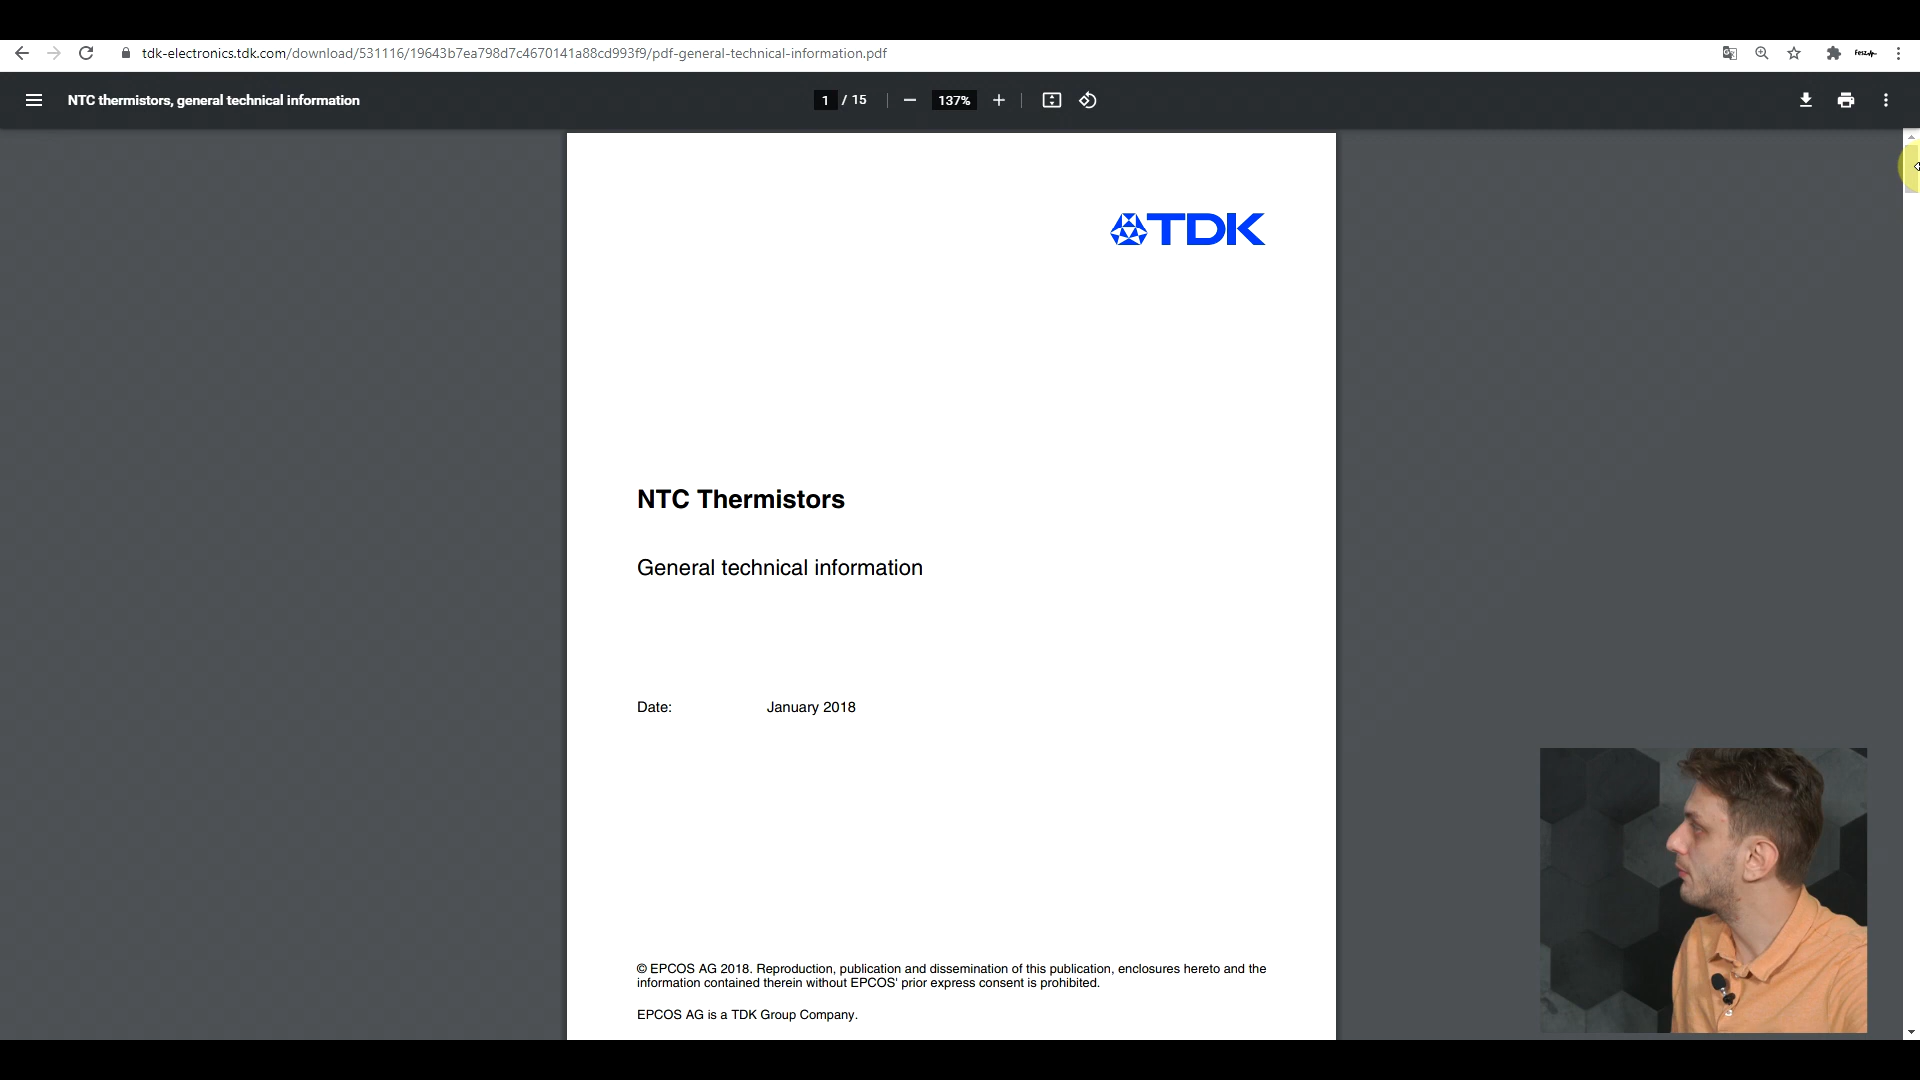 tdk-electronics.tdk.com/download/531116/19643b7ea798d7c4670141a88cd993f9/pdf-general-technical-information.pdf
fesz
NTC thermistors, general technical information
1 / 15
137%
TDK
NTC Thermistors
General technical information
Date: January 2018
© EPCOS AG 2018. Reproduction, publication and dissemination of this publication, enclosures hereto and the
information contained therein without EPCOS' prior express consent is prohibited.
EPCOS AG is a TDK Group Company.